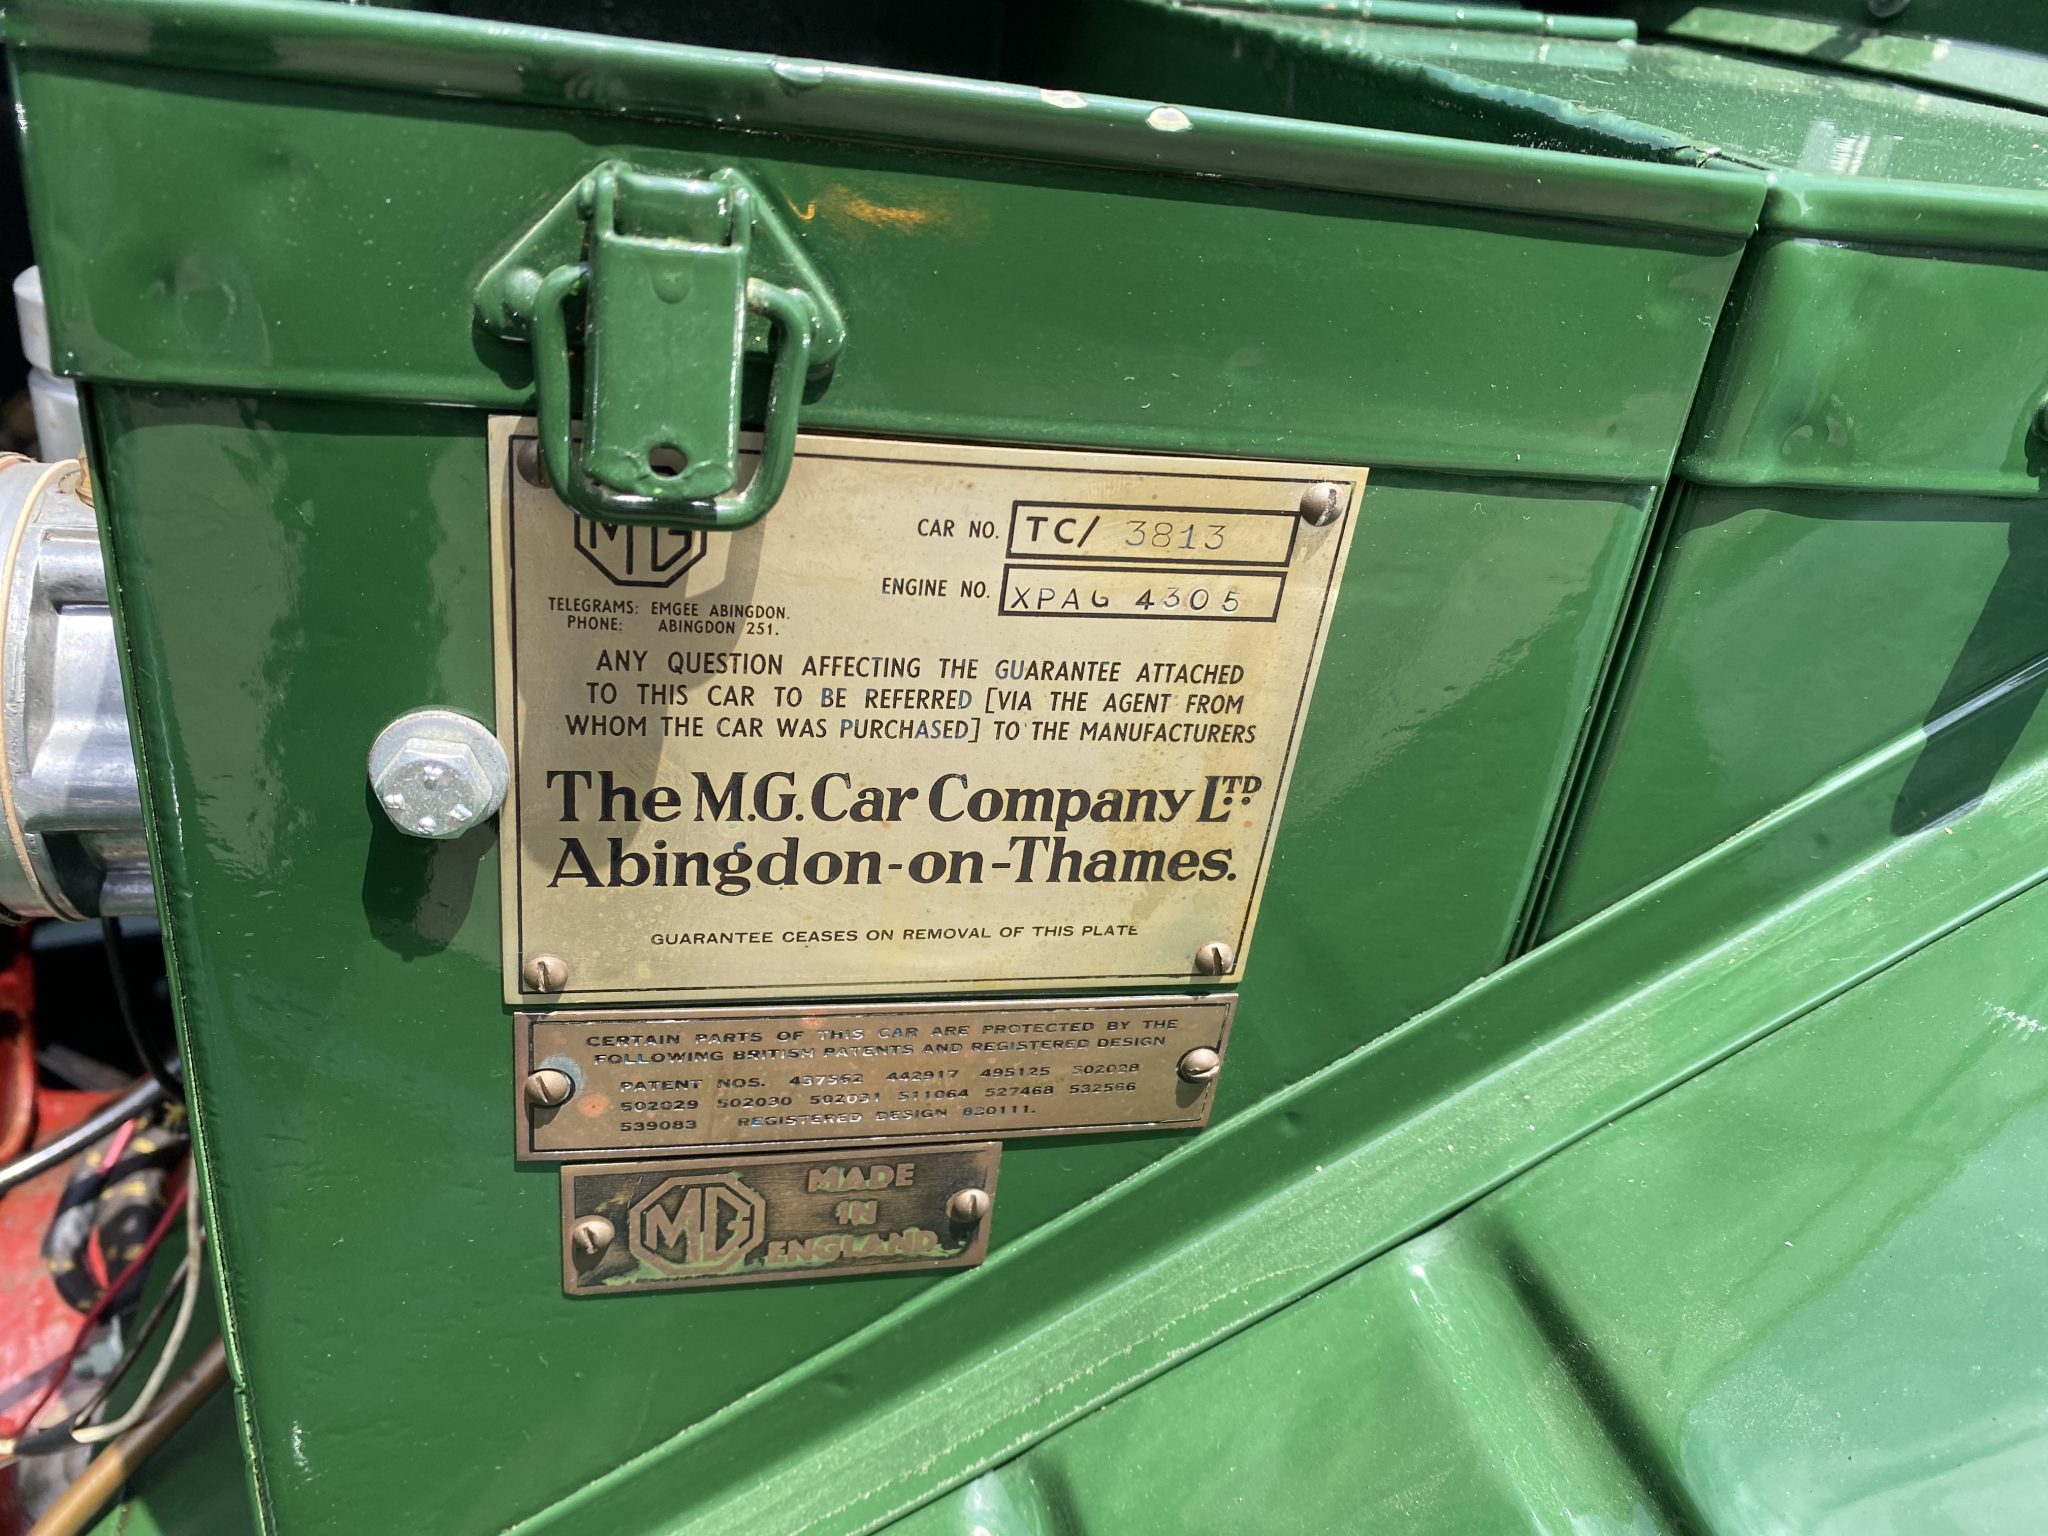 MG
CAR NO. TC/ 3813
ENGINE NO. XPAG 4305
TELEGRAMS: EMGEE ABINGDON.
PHONE: ABINGDON 251.
ANY QUESTION AFFECTING THE GUARANTEE ATTACHED
TO THIS CAR TO BE REFERRED [VIA THE AGENT FROM
WHOM THE CAR WAS PURCHASED] TO THE MANUFACTURERS
The M.G. Car Company LTD
Abingdon-on-Thames.
GUARANTEE CEASES ON REMOVAL OF THIS PLATE
CERTAIN PARTS OF THIS CAR ARE PROTECTED BY THE
FOLLOWING BRITISH PATENTS AND REGISTERED DESIGN
PATENT NOS. 437562 442917 495125 502028
502029 502030 502031 511064 527468 532566
539083 REGISTERED DESIGN 820111.
MG
MADE
IN
ENGLAND